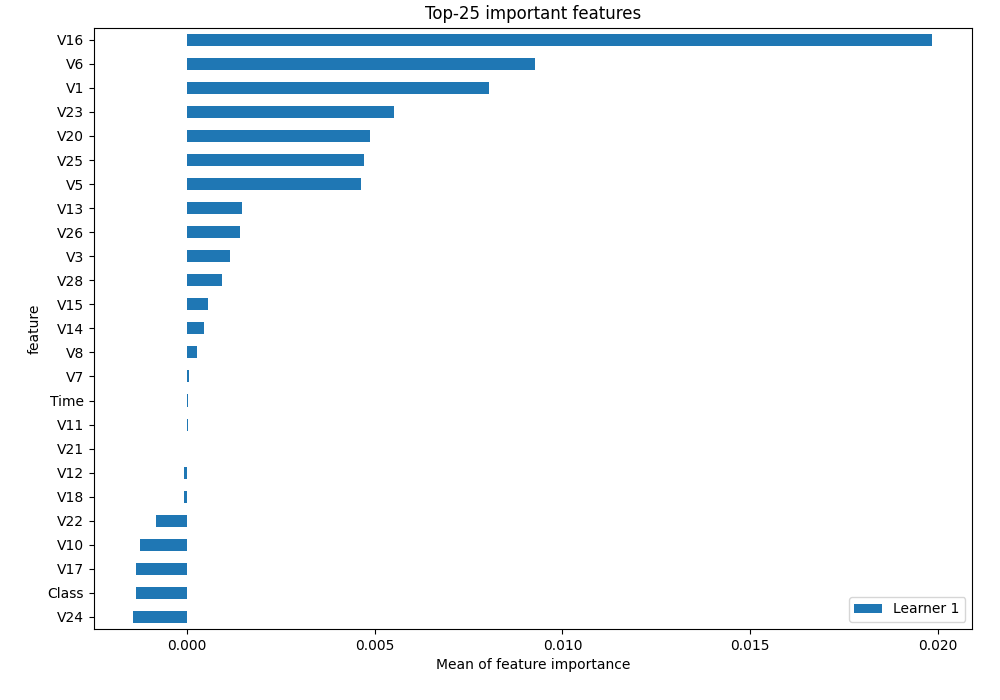 Top-25 important features
V16
V6
V1
V23
V20
V25
V5
V13
V26
V3
V28
V15
V14
V8
V7
Time
V11
V21
V12
V18
V22
V10
V17
Class
V24
feature
Learner 1
0.000 0.005 0.010 0.015 0.020
Mean of feature importance